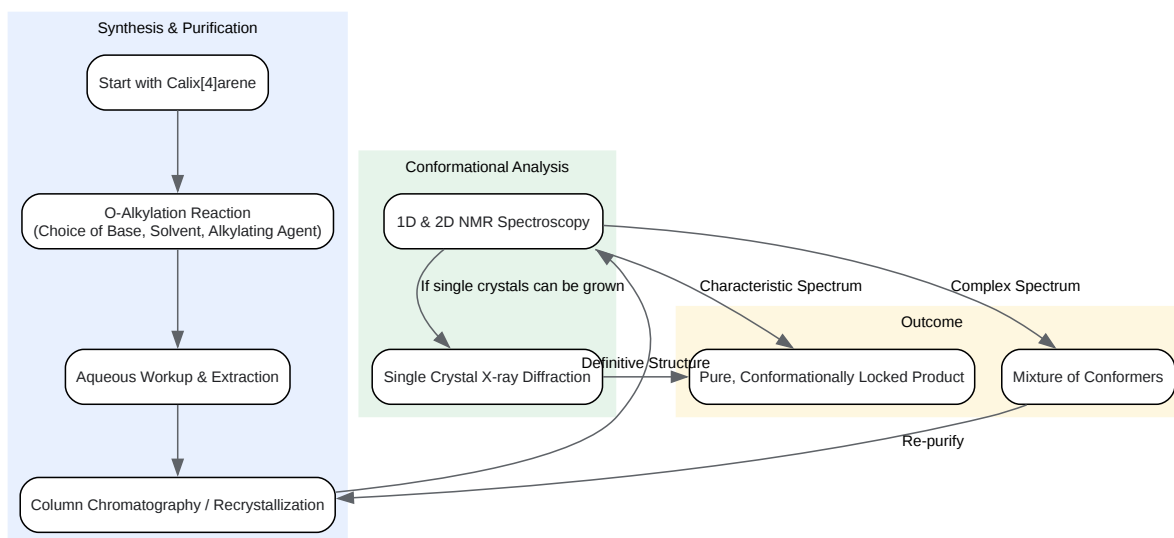 Synthesis & Purification
Start with Calix[4]arene
O-Alkylation Reaction
(Choice of Base, Solvent, Alkylating Agent)
Aqueous Workup & Extraction
Column Chromatography / Recrystallization
Conformational Analysis
1D & 2D NMR Spectroscopy
If single crystals can be grown
Single Crystal X-ray Diffraction
Definitive Structure
Characteristic Spectrum
Complex Spectrum
Outcome
Pure, Conformationally Locked Product
Mixture of Conformers
Re-purify